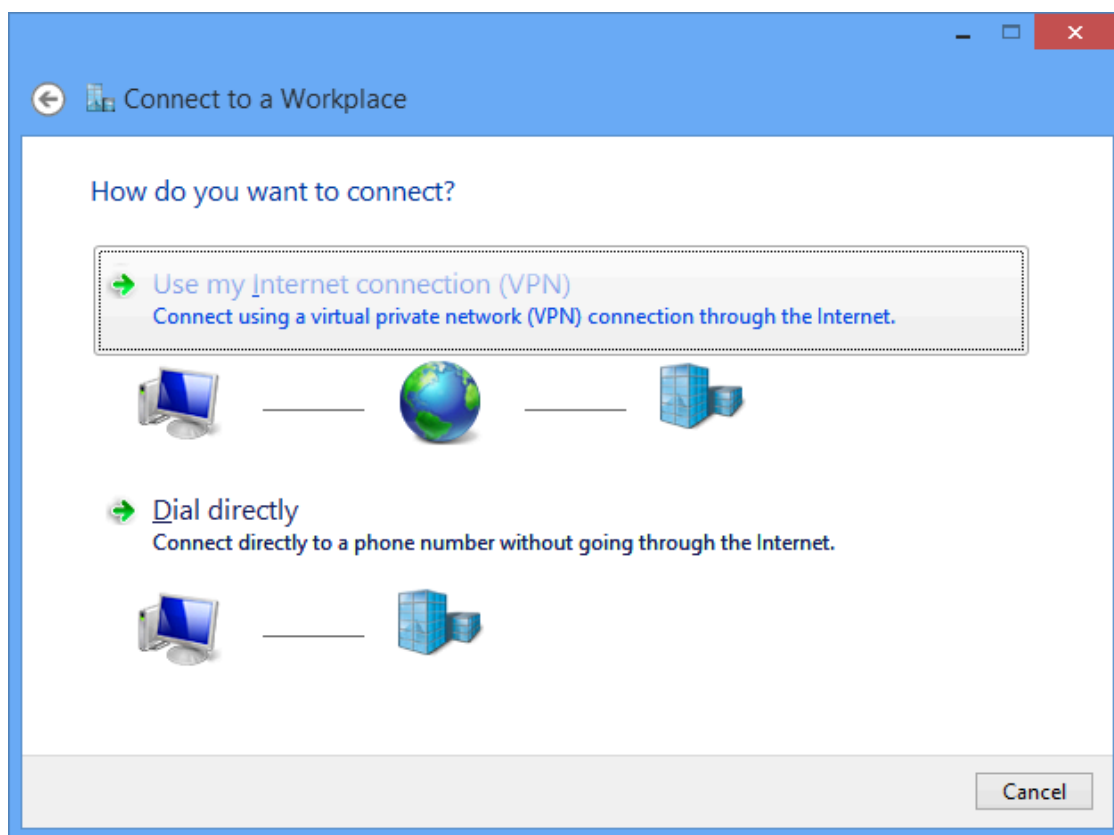 Connect to a Workplace
How do you want to connect?
Use my Internet connection (VPN)
Connect using a virtual private network (VPN) connection through the Internet.
Dial directly
Connect directly to a phone number without going through the Internet.
Cancel